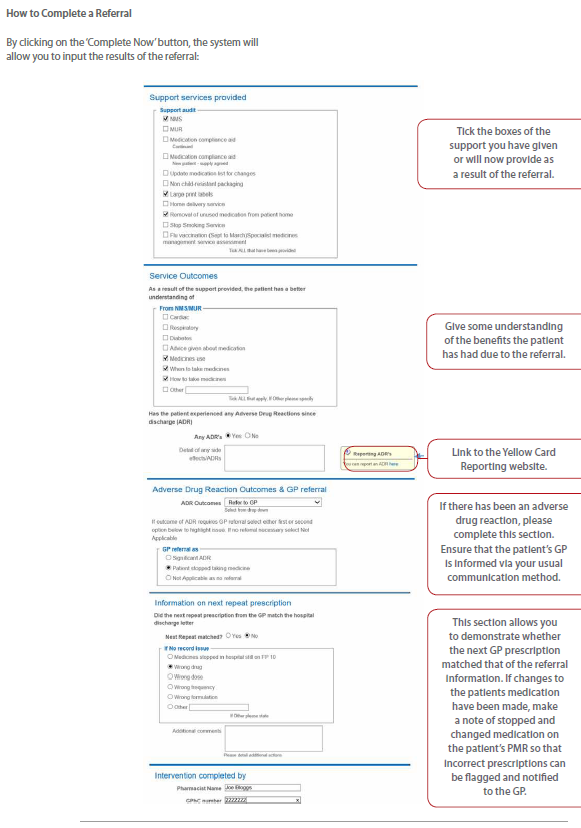 How to Complete a Referral
By clicking on the 'Complete Now' button, the system will
allow you to input the results of the referral:
Support services provided
Support audit
NMS
MUR
Medication compliance aid
Continued
Medication compliance aid
New patient - supply agreed
Update medication list for changes
Non child-resistant packaging
Large print labels
Home delivery service
Removal of unused medication from patient home
Stop Smoking Service
Flu vaccination (Sept to March)Specialist medicines
management service assessment
Tick ALL that have been provided
Tick the boxes of the
support you have given
or will now provide as
a result of the referral.
Service Outcomes
As a result of the support provided, the patient has a better
understanding of
From NMS/MUR
Cardiac
Respiratory
Diabetes
Advice given about medication
Medicines use
When to take medicines
How to take medicines
Other
Tick ALL that apply, If Other please specify
Give some understanding
of the benefits the patient
has had due to the referral.
Has the patient experienced any Adverse Drug Reactions since
discharge (ADR)
Any ADR's Yes No
Detail of any side
effects/ADRs
Reporting ADR's
You can report an ADR here
Link to the Yellow Card
Reporting website.
Adverse Drug Reaction Outcomes & GP referral
ADR Outcomes Refer to GP
Select from drop down
If outcome of ADR requires GP referral select either first or second
option below to highlight issue. If no referral necessary select Not
Applicable
GP referral as
Significant ADR
Patient stopped taking medicine
Not Applicable as no referral
If there has been an adverse
drug reaction, please
complete this section.
Ensure that the patient's GP
is informed via your usual
communication method.
Information on next repeat prescription
Did the next repeat prescription from the GP match the hospital
discharge letter
Next Repeat matched? Yes No
If No record issue
Medicines stopped in hospital still on FP 10
Wrong drug
Wrong dose
Wrong frequency
Wrong formulation
Other
If Other please state
Additional comments
Please detail additional actions
This section allows you
to demonstrate whether
the next GP prescription
matched that of the referral
information. If changes to
the patients medication
have been made, make
a note of stopped and
changed medication on
the patient's PMR so that
incorrect prescriptions can
be flagged and notified
to the GP.
Intervention completed by
Pharmacist Name Joe Bloggs
GPhC number 2222222 x